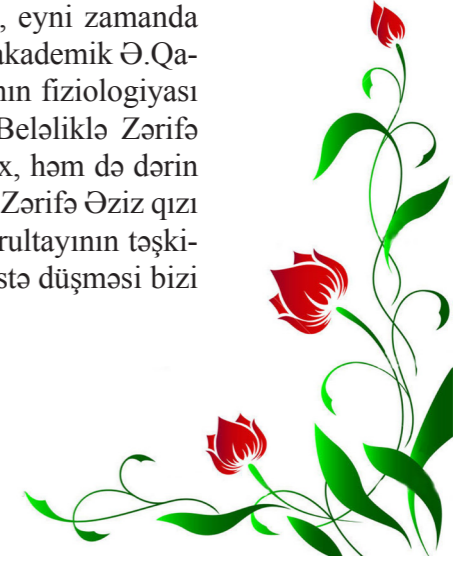 , eyni zamanda
akademik Ə.Qa-
nın fiziologiyası
Beləliklə Zərifə
x, həm də dərin
Zərifə Əziz qızı
rultayının təşki-
stə düşməsi bizi